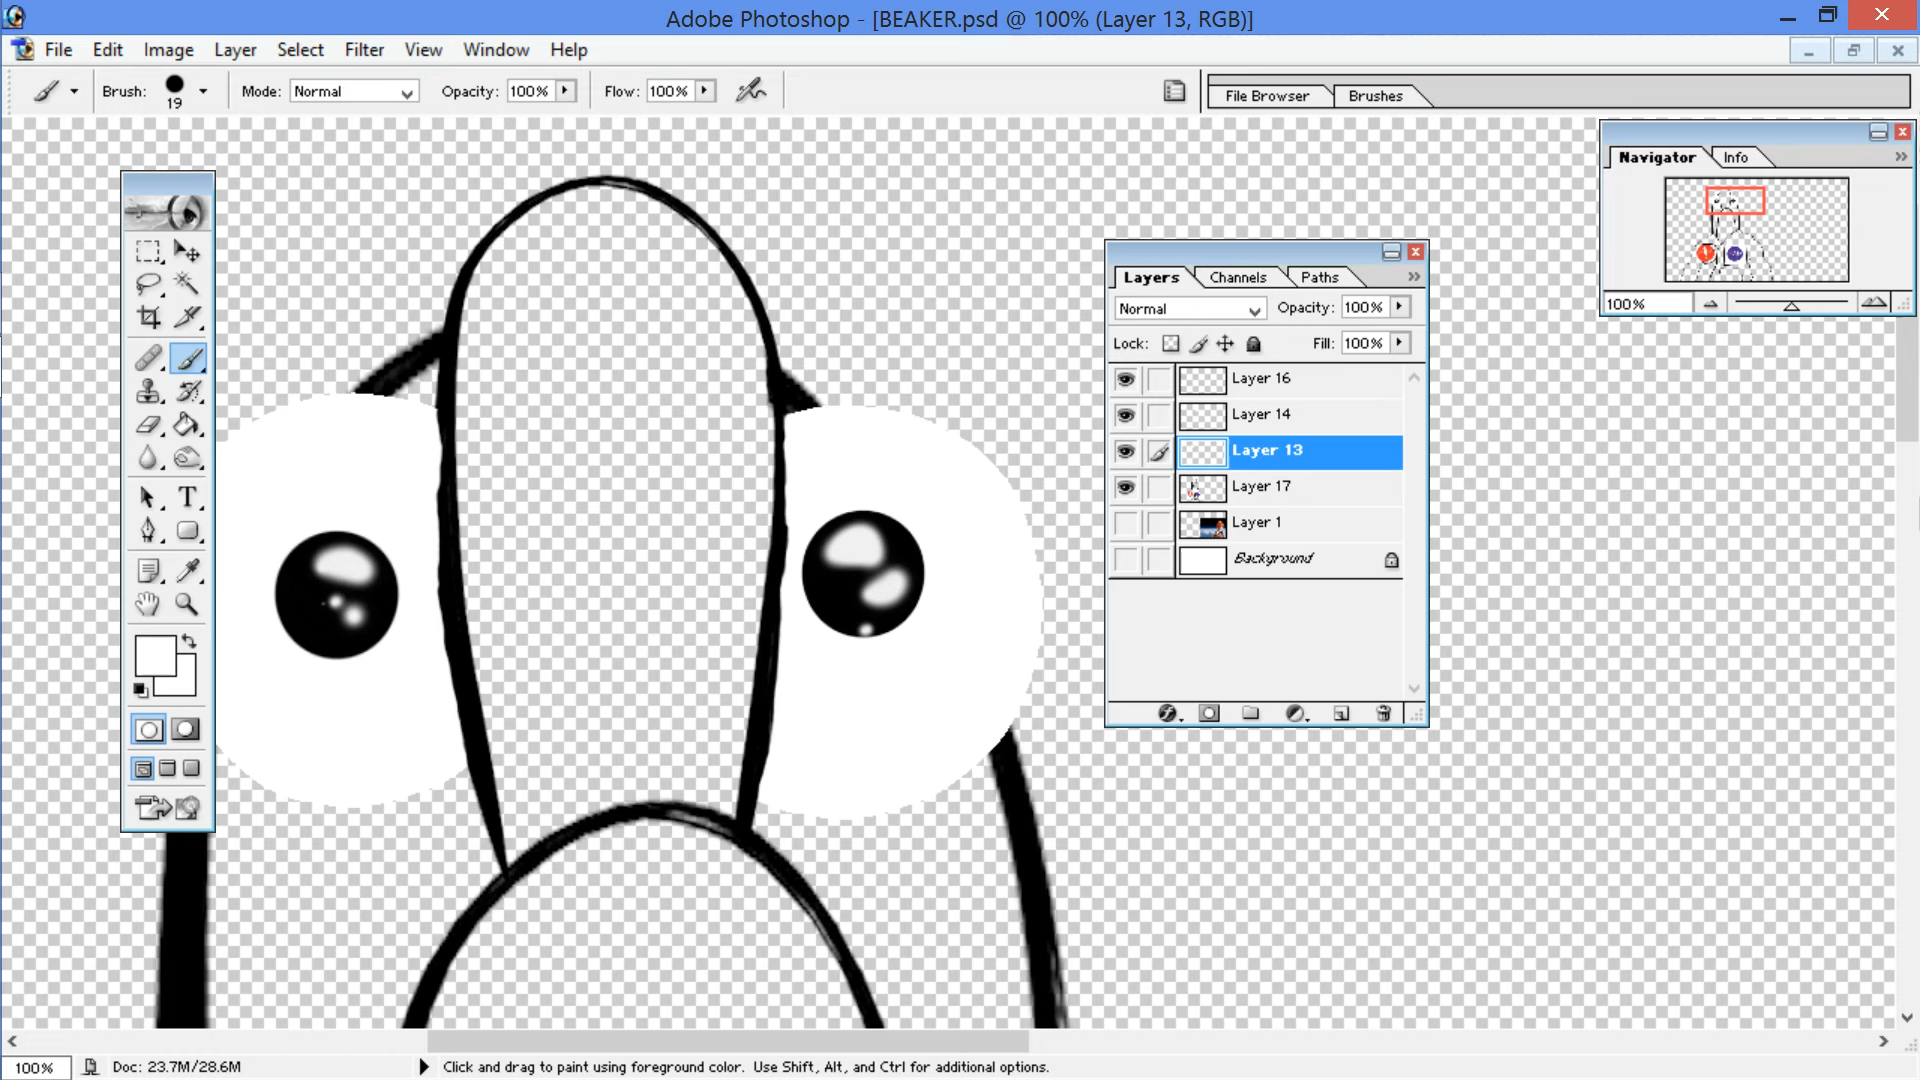 Adobe Photoshop - [BEAKER.psd @ 100% (Layer 13, RGB)]
File Edit Image Layer Select Filter View Window Help
Brush: 19 Mode: Normal Opacity: 100% Flow: 100% File Browser Brushes
Navigator Info
100%
Layers Channels Paths
Normal Opacity: 100%
Lock: Fill: 100%
Layer 16
Layer 14
Layer 13
Layer 17
Layer 1
Background
100% Doc: 23.7M/28.6M Click and drag to paint using foreground color. Use Shift, Alt, and Ctrl for additional options.